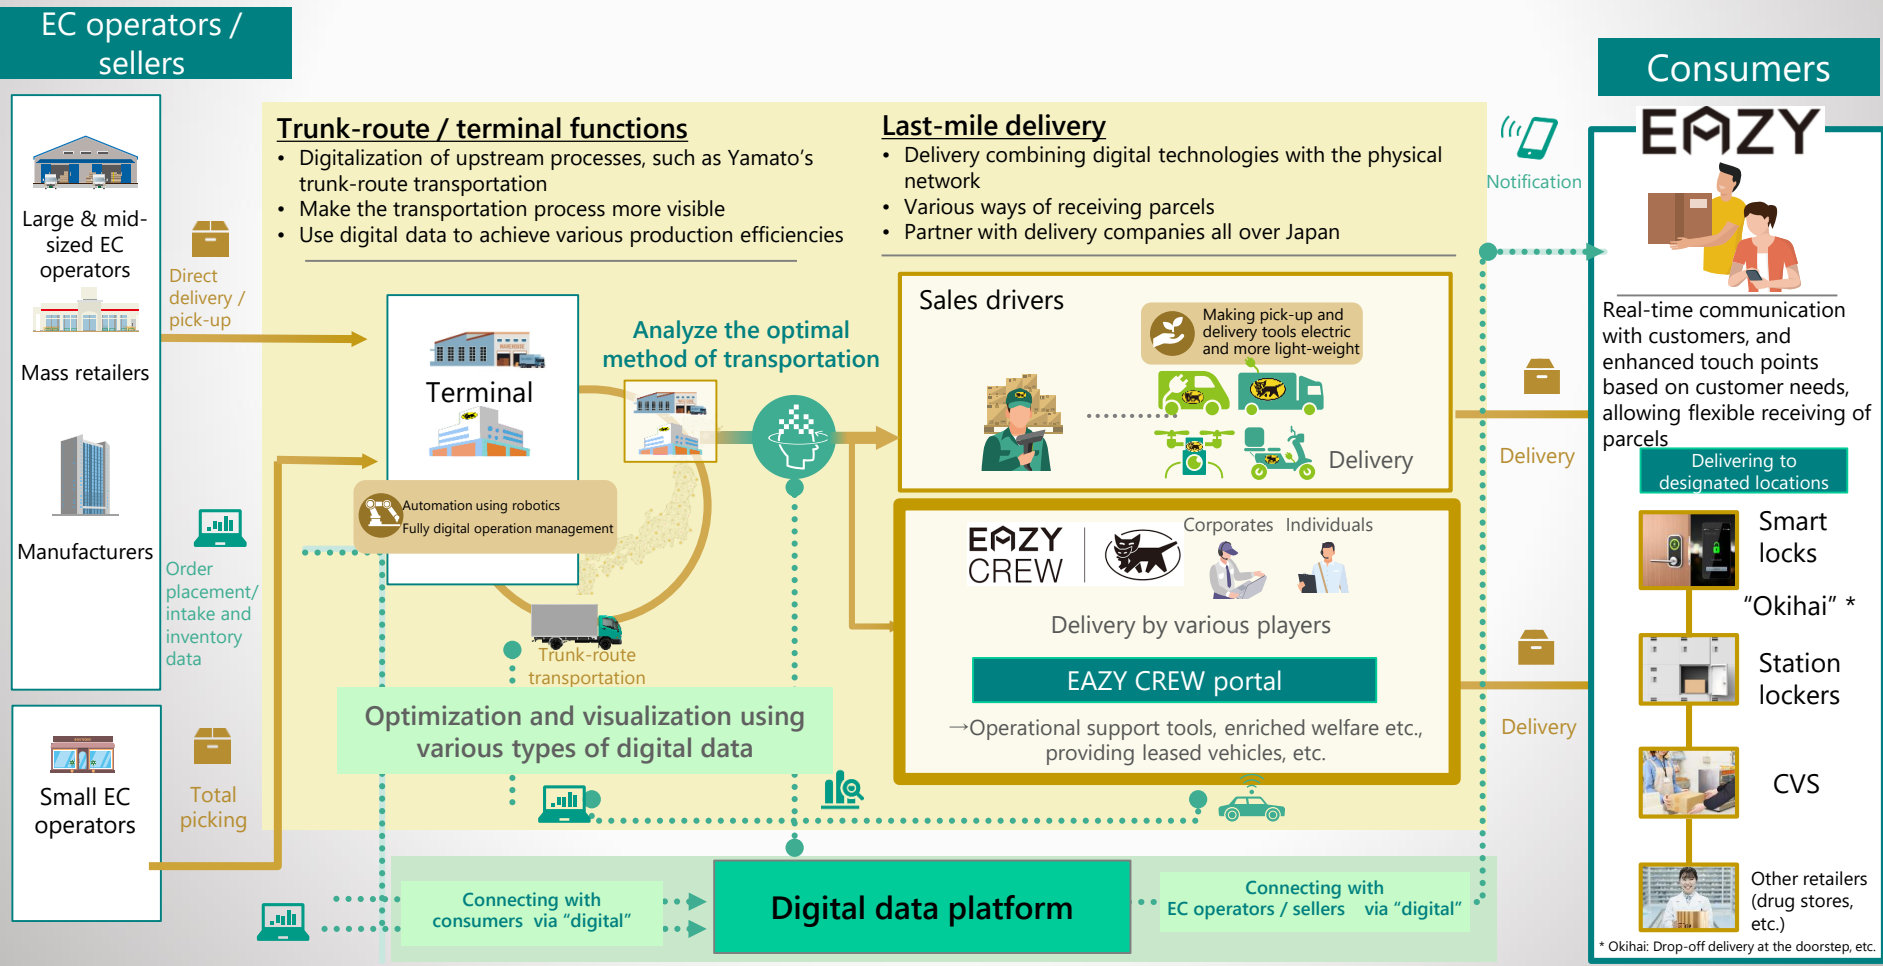 EC operators /
sellers
Large & mid-
sized EC
operators
Mass retailers
Manufacturers
Small EC
operators
Direct
delivery /
pick-up
Order
placement/
intake and
inventory
data
Total
picking
Trunk-route / terminal functions
• Digitalization of upstream processes, such as Yamato’s
trunk-route transportation
• Make the transportation process more visible
• Use digital data to achieve various production efficiencies
WAREHOUSE
Terminal
Automation using robotics
Fully digital operation management
Analyze the optimal
method of transportation
Trunk-route
transportation
Optimization and visualization using
various types of digital data
Last-mile delivery
• Delivery combining digital technologies with the physical
network
• Various ways of receiving parcels
• Partner with delivery companies all over Japan
Sales drivers
Making pick-up and
delivery tools electric
and more light-weight
Delivery
EAZY
CREW
Corporates Individuals
Delivery by various players
EAZY CREW portal
→Operational support tools, enriched welfare etc.,
providing leased vehicles, etc.
Connecting with
consumers via “digital”
Digital data platform
Connecting with
EC operators / sellers via “digital”
Notification
Delivery
Delivery
Consumers
EAZY
Real-time communication
with customers, and
enhanced touch points
based on customer needs,
allowing flexible receiving of
parcels
Delivering to
designated locations
Smart
locks
“Okihai” *
Station
lockers
CVS
Other retailers
(drug stores,
etc.)
* Okihai: Drop-off delivery at the doorstep, etc.